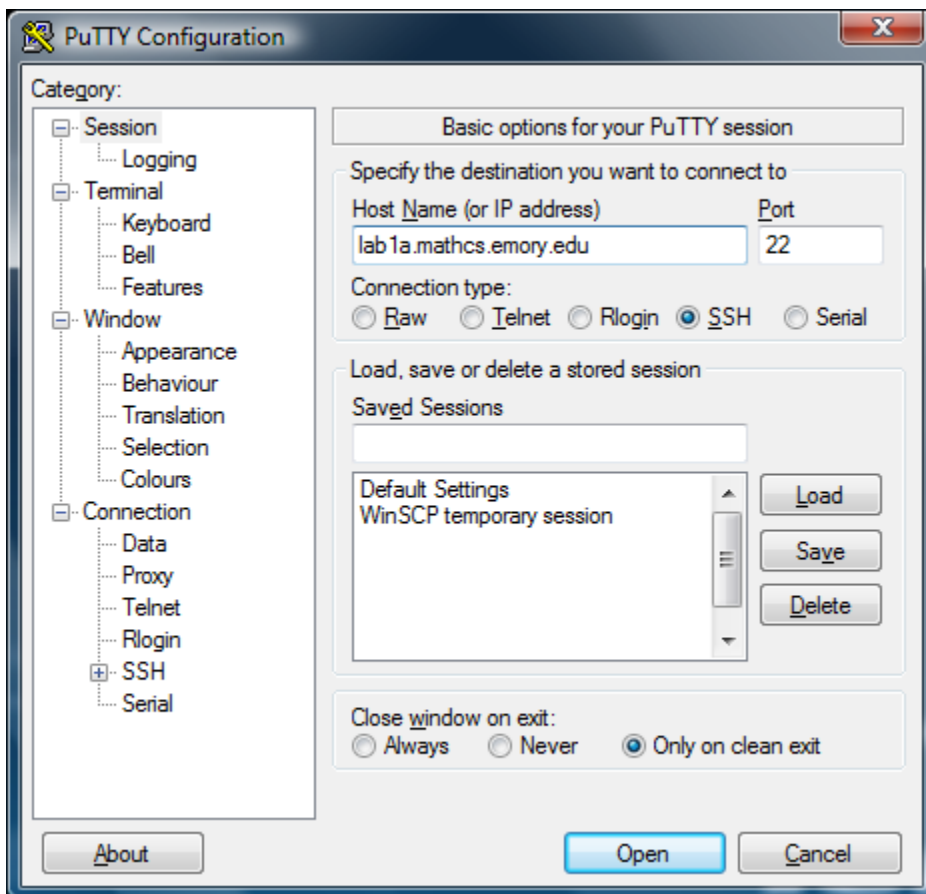 PuTTY Configuration
Category:
Session
Logging
Terminal
Keyboard
Bell
Features
Window
Appearance
Behaviour
Translation
Selection
Colours
Connection
Data
Proxy
Telnet
Rlogin
SSH
Serial
Basic options for your PuTTY session
Specify the destination you want to connect to
Host Name (or IP address) Port
lab1a.mathcs.emory.edu 22
Connection type:
Raw Telnet Rlogin SSH Serial
Load, save or delete a stored session
Saved Sessions
Default Settings
WinSCP temporary session
Load
Save
Delete
Close window on exit:
Always Never Only on clean exit
About Open Cancel